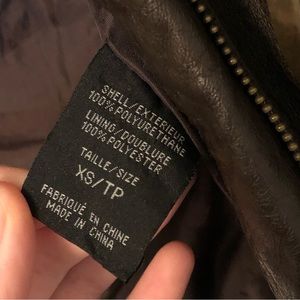 SHELL/EXTERIEUR
100% POLYURETHANE
LINING/DOUBLURE
100% POLYESTER
TAILLE/SIZE
XS/TP
FABRIQUÉ EN CHINE
MADE IN CHINA